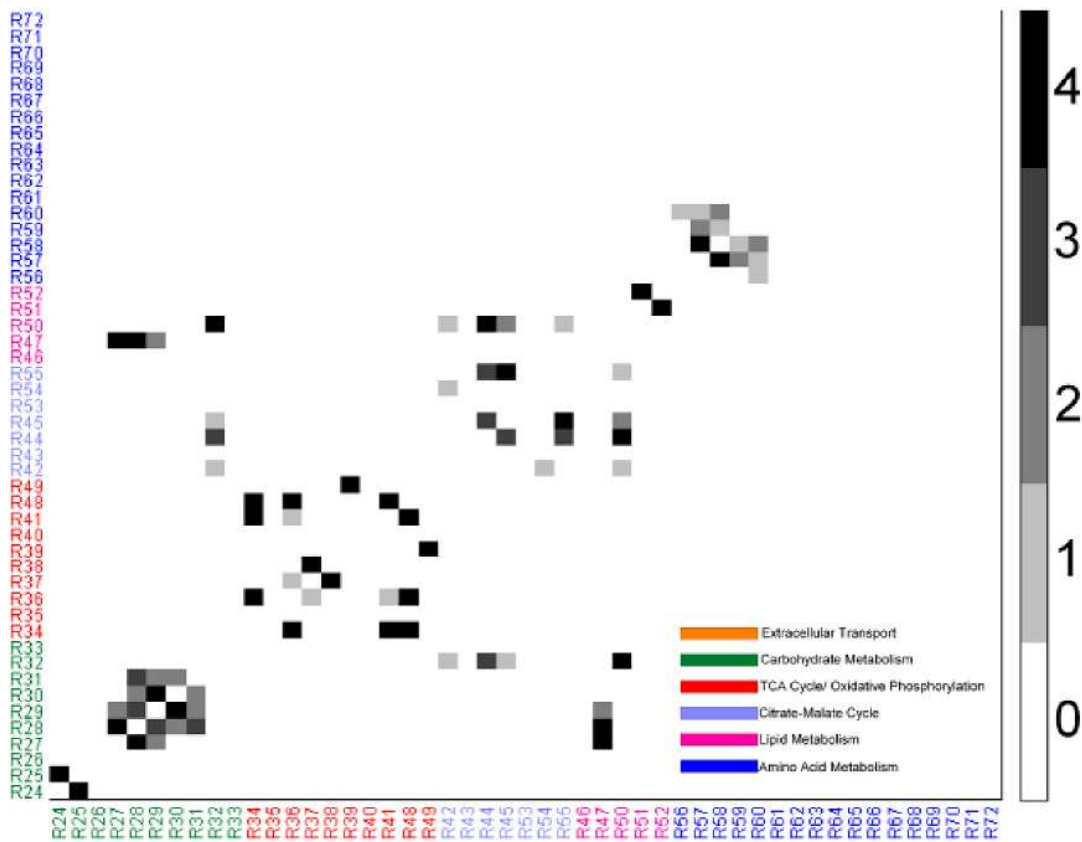 R72
R71
R70
R69
R68
R67
R66
R65
R64
R63
R62
R61
R60
R59
R58
R57
R56
R52
R51
R50
R47
R46
R55
R54
R53
R45
R44
R43
R42
R49
R48
R41
R40
R39
R38
R37
R36
R35
R34
R33
R32
R31
R30
R29
R28
R27
R26
R25
R24
R24 R25 R26 R27 R28 R29 R30 R31 R32 R33 R34 R35 R36 R37 R38 R39 R40 R41 R48 R49 R42 R43 R44 R45 R53 R54 R55 R46 R47 R50 R51 R52 R56 R57 R58 R59 R60 R61 R62 R63 R64 R65 R66 R67 R68 R69 R70 R71 R72
Extracellular Transport
Carbohydrate Metabolism
TCA Cycle/ Oxidative Phosphorylation
Citrate-Malate Cycle
Lipid Metabolism
Amino Acid Metabolism
4
3
2
1
0